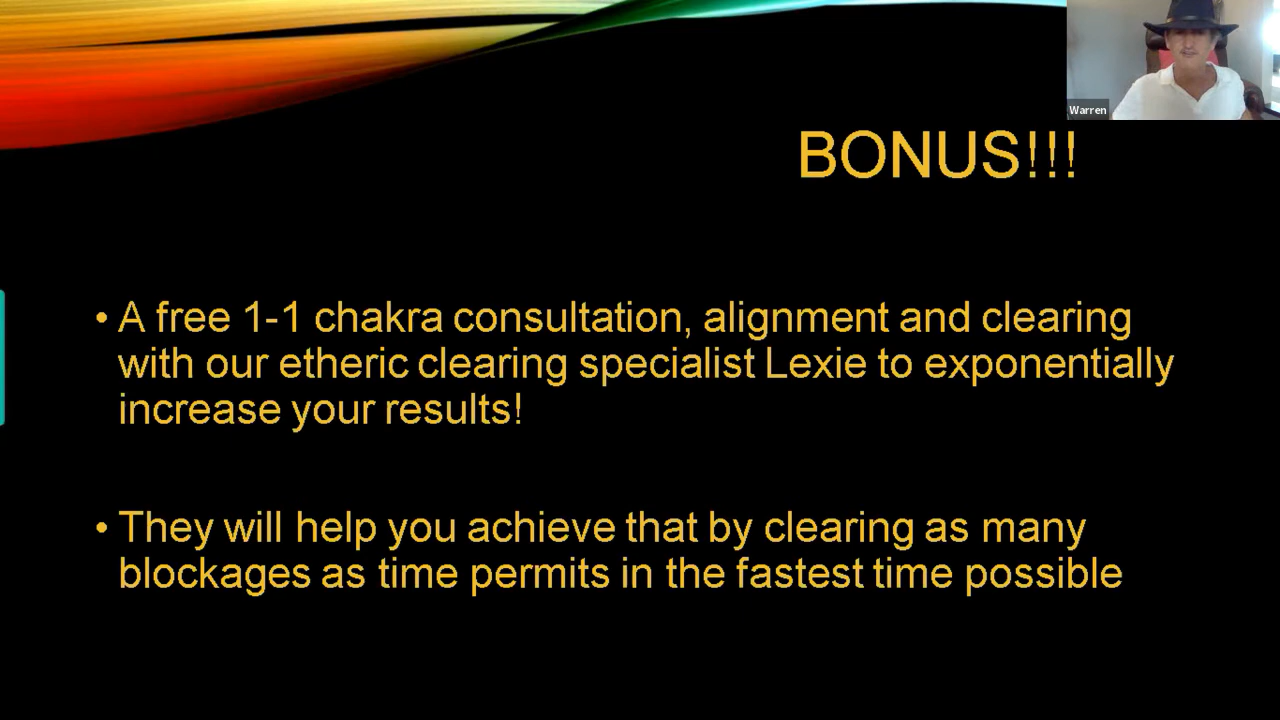 Warren
BONUS!!!
• A free 1-1 chakra consultation, alignment and clearing
with our etheric clearing specialist Lexie to exponentially
increase your results!
• They will help you achieve that by clearing as many
blockages as time permits in the fastest time possible